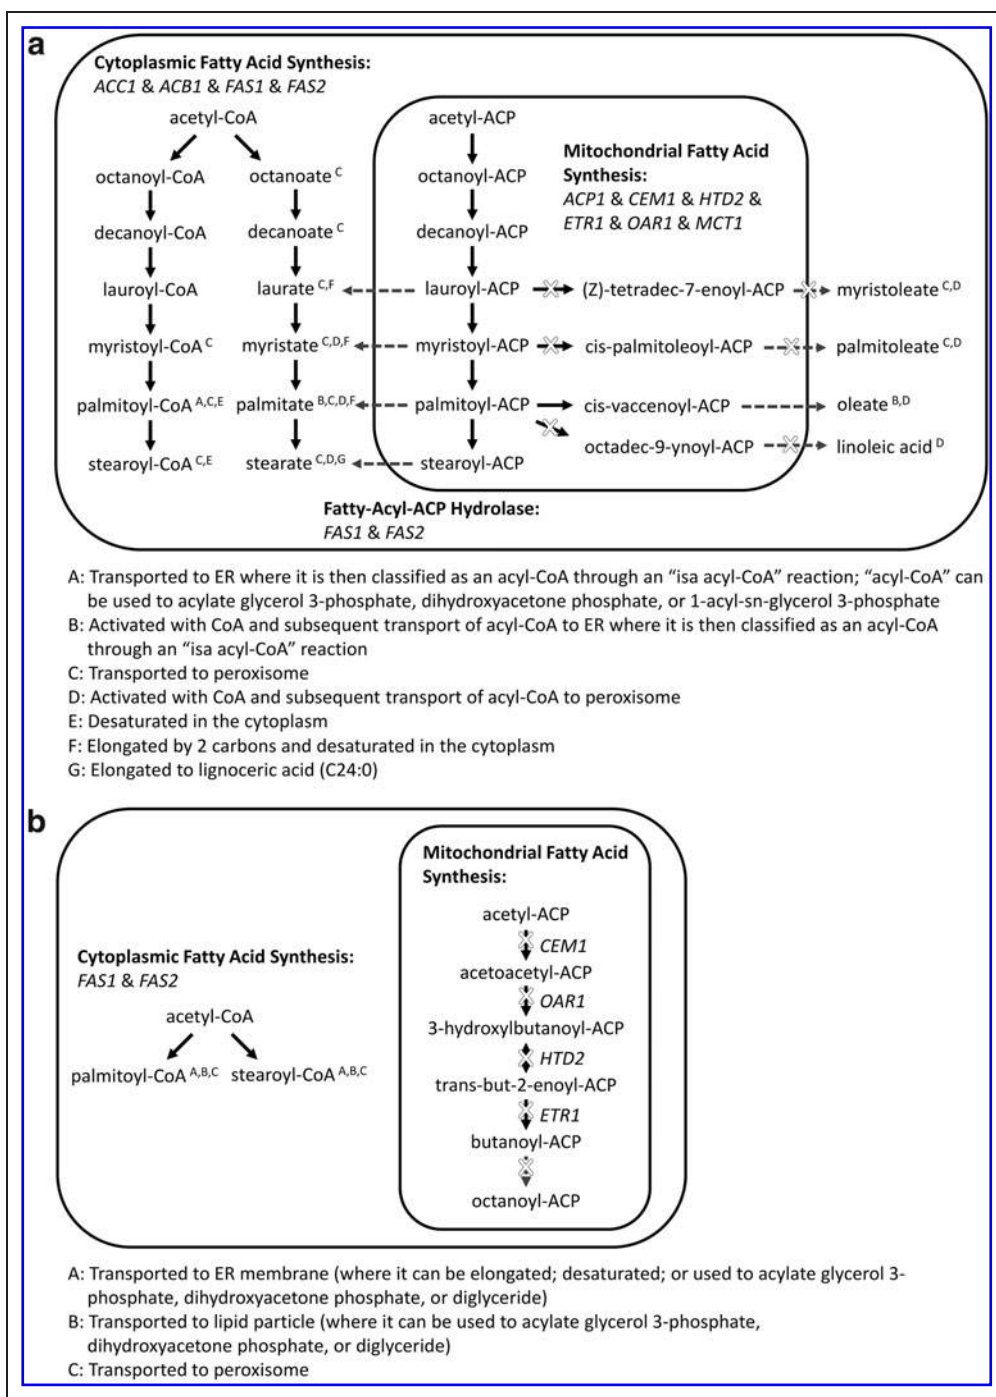 a
Cytoplasmic Fatty Acid Synthesis:
ACC1 & ACB1 & FAS1 & FAS2
acetyl-CoA
octanoyl-CoA
octanoate C
decanoyl-CoA
decanoate C
lauroyl-CoA
laurate C,F
myristoyl-CoA C
myristate C,D,F
palmitoyl-CoA A,C,E
palmitate B,C,D,F
stearoyl-CoA C,E
stearate C,D,G
Mitochondrial Fatty Acid
Synthesis:
ACP1 & CEM1 & HTD2 &
ETR1 & OAR1 & MCT1
acetyl-ACP
octanoyl-ACP
decanoyl-ACP
lauroyl-ACP
(Z)-tetradec-7-enoyl-ACP
myristoleate C,D
myristoyl-ACP
cis-palmitoleoyl-ACP
palmitoleate C,D
palmitoyl-ACP
cis-vaccenoyl-ACP
oleate B,D
octadec-9-ynoyl-ACP
linoleic acid D
stearoyl-ACP
Fatty-Acyl-ACP Hydrolase:
FAS1 & FAS2
A: Transported to ER where it is then classified as an acyl-CoA through an “isa acyl-CoA” reaction; “acyl-CoA” can
be used to acylate glycerol 3-phosphate, dihydroxyacetone phosphate, or 1-acyl-sn-glycerol 3-phosphate
B: Activated with CoA and subsequent transport of acyl-CoA to ER where it is then classified as an acyl-CoA
through an “isa acyl-CoA” reaction
C: Transported to peroxisome
D: Activated with CoA and subsequent transport of acyl-CoA to peroxisome
E: Desaturated in the cytoplasm
F: Elongated by 2 carbons and desaturated in the cytoplasm
G: Elongated to lignoceric acid (C24:0)
b
Cytoplasmic Fatty Acid Synthesis:
FAS1 & FAS2
acetyl-CoA
palmitoyl-CoA A,B,C
stearoyl-CoA A,B,C
Mitochondrial Fatty Acid
Synthesis:
acetyl-ACP
CEM1
acetoacetyl-ACP
OAR1
3-hydroxylbutanoyl-ACP
HTD2
trans-but-2-enoyl-ACP
ETR1
butanoyl-ACP
octanoyl-ACP
A: Transported to ER membrane (where it can be elongated; desaturated; or used to acylate glycerol 3-
phosphate, dihydroxyacetone phosphate, or diglyceride)
B: Transported to lipid particle (where it can be used to acylate glycerol 3-phosphate,
dihydroxyacetone phosphate, or diglyceride)
C: Transported to peroxisome